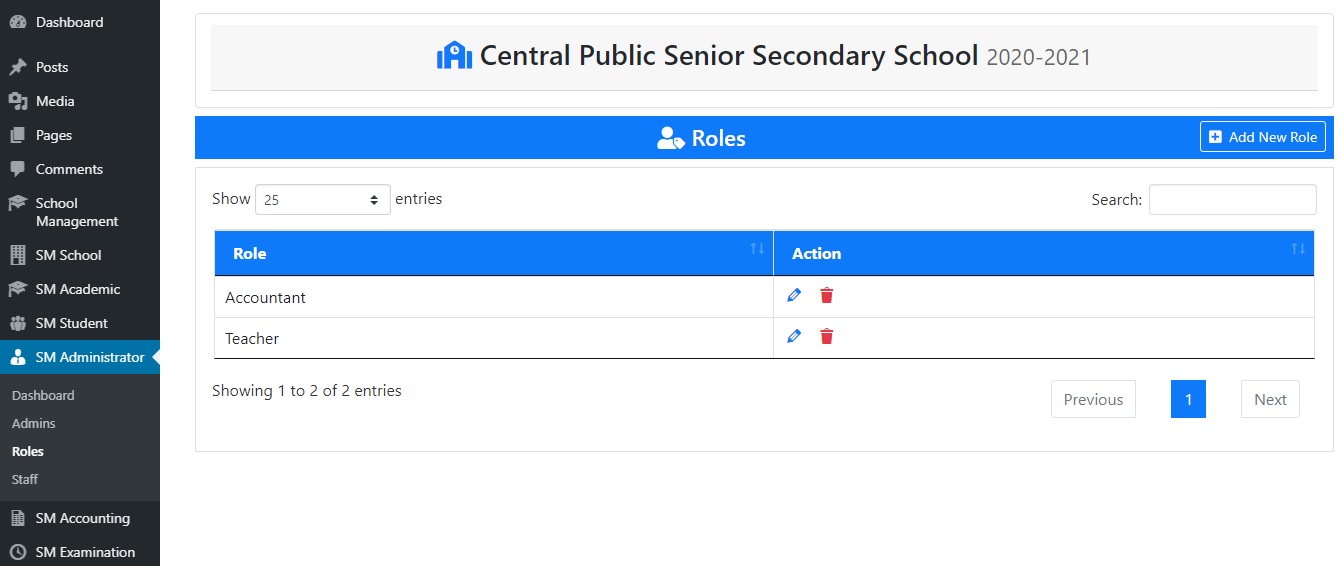 Dashboard
Posts
Media
Pages
Comments
School
Management
SM School
SM Academic
SM Student
SM Administrator
Dashboard
Admins
Roles
Staff
SM Accounting
SM Examination
Central Public Senior Secondary School 2020-2021
Roles
Add New Role
Show 25 entries
Search:
Role Action
Accountant
Teacher
Showing 1 to 2 of 2 entries
Previous 1 Next